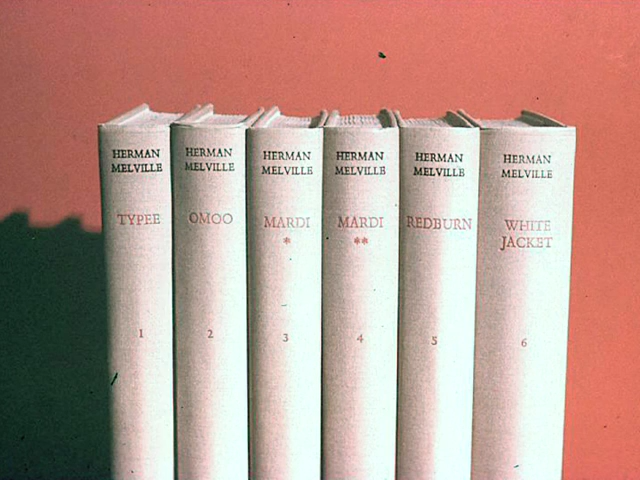 HERMAN
MELVILLE
TYPEE
1
HERMAN
MELVILLE
OMOO
2
HERMAN
MELVILLE
MARDI
*
3
HERMAN
MELVILLE
MARDI
**
4
HERMAN
MELVILLE
REDBURN
5
HERMAN
MELVILLE
WHITE
JACKET
6